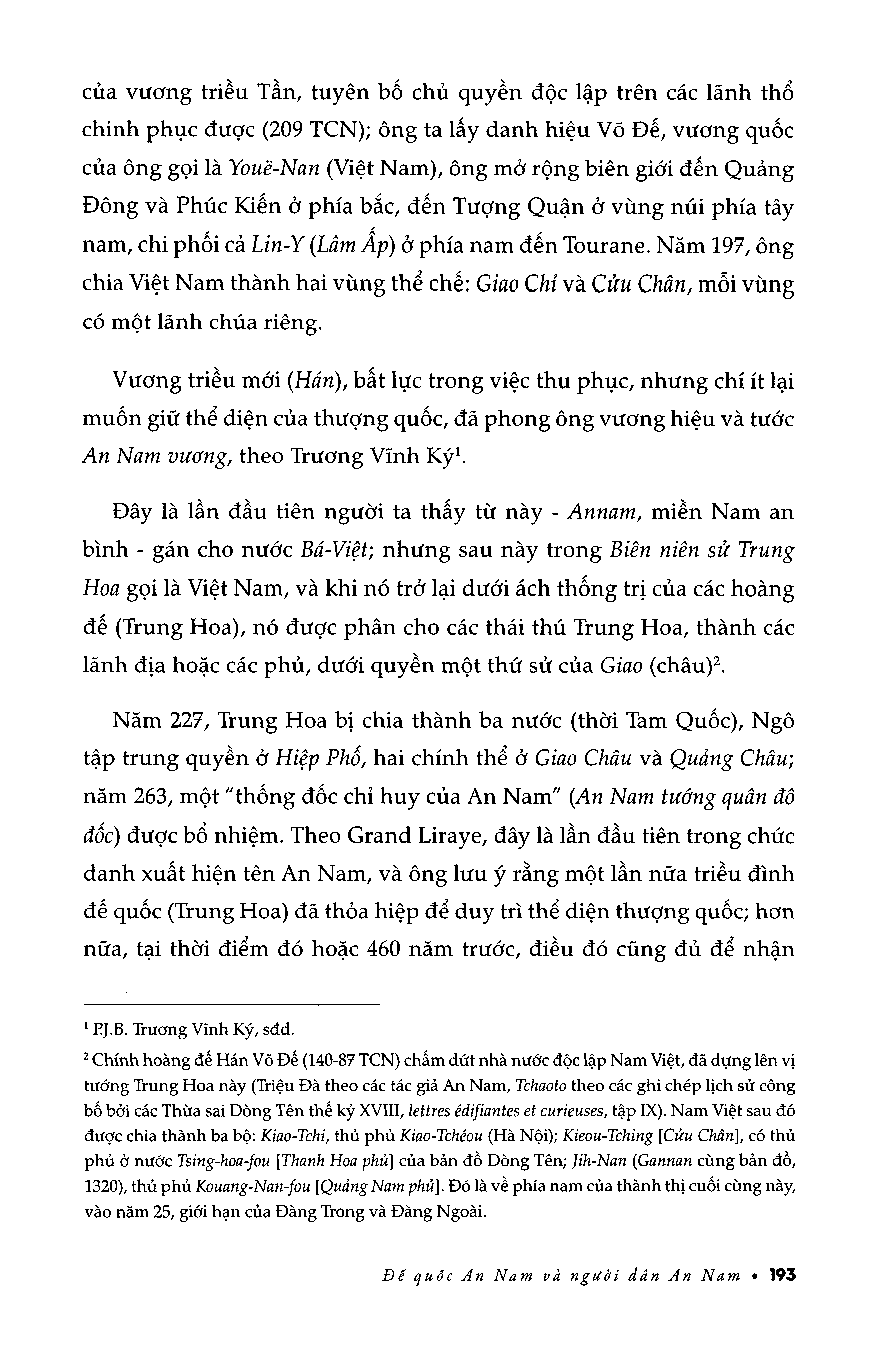 của vương triều Tần, tuyên bố chủ quyền độc lập trên các lãnh thổ
chinh phục được (209 TCN); ông ta lấy danh hiệu Võ Đế, vương quốc
của ông gọi là Youë-Nan (Việt Nam), ông mở rộng biên giới đến Quảng
Đông và Phúc Kiến ở phía bắc, đến Tượng Quận ở vùng núi phía tây
nam, chi phối cả Lin-Y (Lâm Ấp) ở phía nam đến Tourane. Năm 197, ông
chia Việt Nam thành hai vùng thể chế: Giao Chỉ và Cửu Chân, mỗi vùng
có một lãnh chúa riêng.
Vương triều mới (Hán), bất lực trong việc thu phục, nhưng chí ít lại
muốn giữ thể diện của thượng quốc, đã phong ông vương hiệu và tước
An Nam vương, theo Trương Vĩnh Ký¹.
Đây là lần đầu tiên người ta thấy từ này - Annam, miền Nam an
bình - gán cho nước Bá-Việt; nhưng sau này trong Biên niên sử Trung
Hoa gọi là Việt Nam, và khi nó trở lại dưới ách thống trị của các hoàng
đế (Trung Hoa), nó được phân cho các thái thú Trung Hoa, thành các
lãnh địa hoặc các phủ, dưới quyền một thứ sử của Giao (châu)².
Năm 227, Trung Hoa bị chia thành ba nước (thời Tam Quốc), Ngô
tập trung quyền ở Hiệp Phố, hai chính thể ở Giao Châu và Quảng Châu;
năm 263, một "thống đốc chỉ huy của An Nam" (An Nam tướng quân đô
đốc) được bổ nhiệm. Theo Grand Liraye, đây là lần đầu tiên trong chức
danh xuất hiện tên An Nam, và ông lưu ý rằng một lần nữa triều đình
đế quốc (Trung Hoa) đã thỏa hiệp để duy trì thể diện thượng quốc; hơn
nữa, tại thời điểm đó hoặc 460 năm trước, điều đó cũng đủ để nhận
¹ P.J.B. Trương Vĩnh Ký, sđd.
² Chính hoàng đế Hán Võ Đế (140-87 TCN) chấm dứt nhà nước độc lập Nam Việt, đã dựng lên vị
tướng Trung Hoa này (Triệu Đà theo các tác giả An Nam, Tchaoto theo các ghi chép lịch sử công
bố bởi các Thừa sai Dòng Tên thế kỷ XVIII, lettres édifiantes et curieuses, tập IX). Nam Việt sau đó
được chia thành ba bộ: Kiao-Tchi, thủ phủ Kiao-Tchéou (Hà Nội); Kieou-Tching [Cửu Chân], có thủ
phủ ở nước Tsing-hoa-fou [Thanh Hoa phủ] của bản đồ Dòng Tên; Jih-Nan (Gannan cùng bản đồ,
1320), thủ phủ Kouang-Nan-fou [Quảng Nam phủ]. Đó là về phía nam của thành thị cuối cùng này,
vào năm 25, giới hạn của Đàng Trong và Đàng Ngoài.
Đế quốc An Nam và người dân An Nam • 193